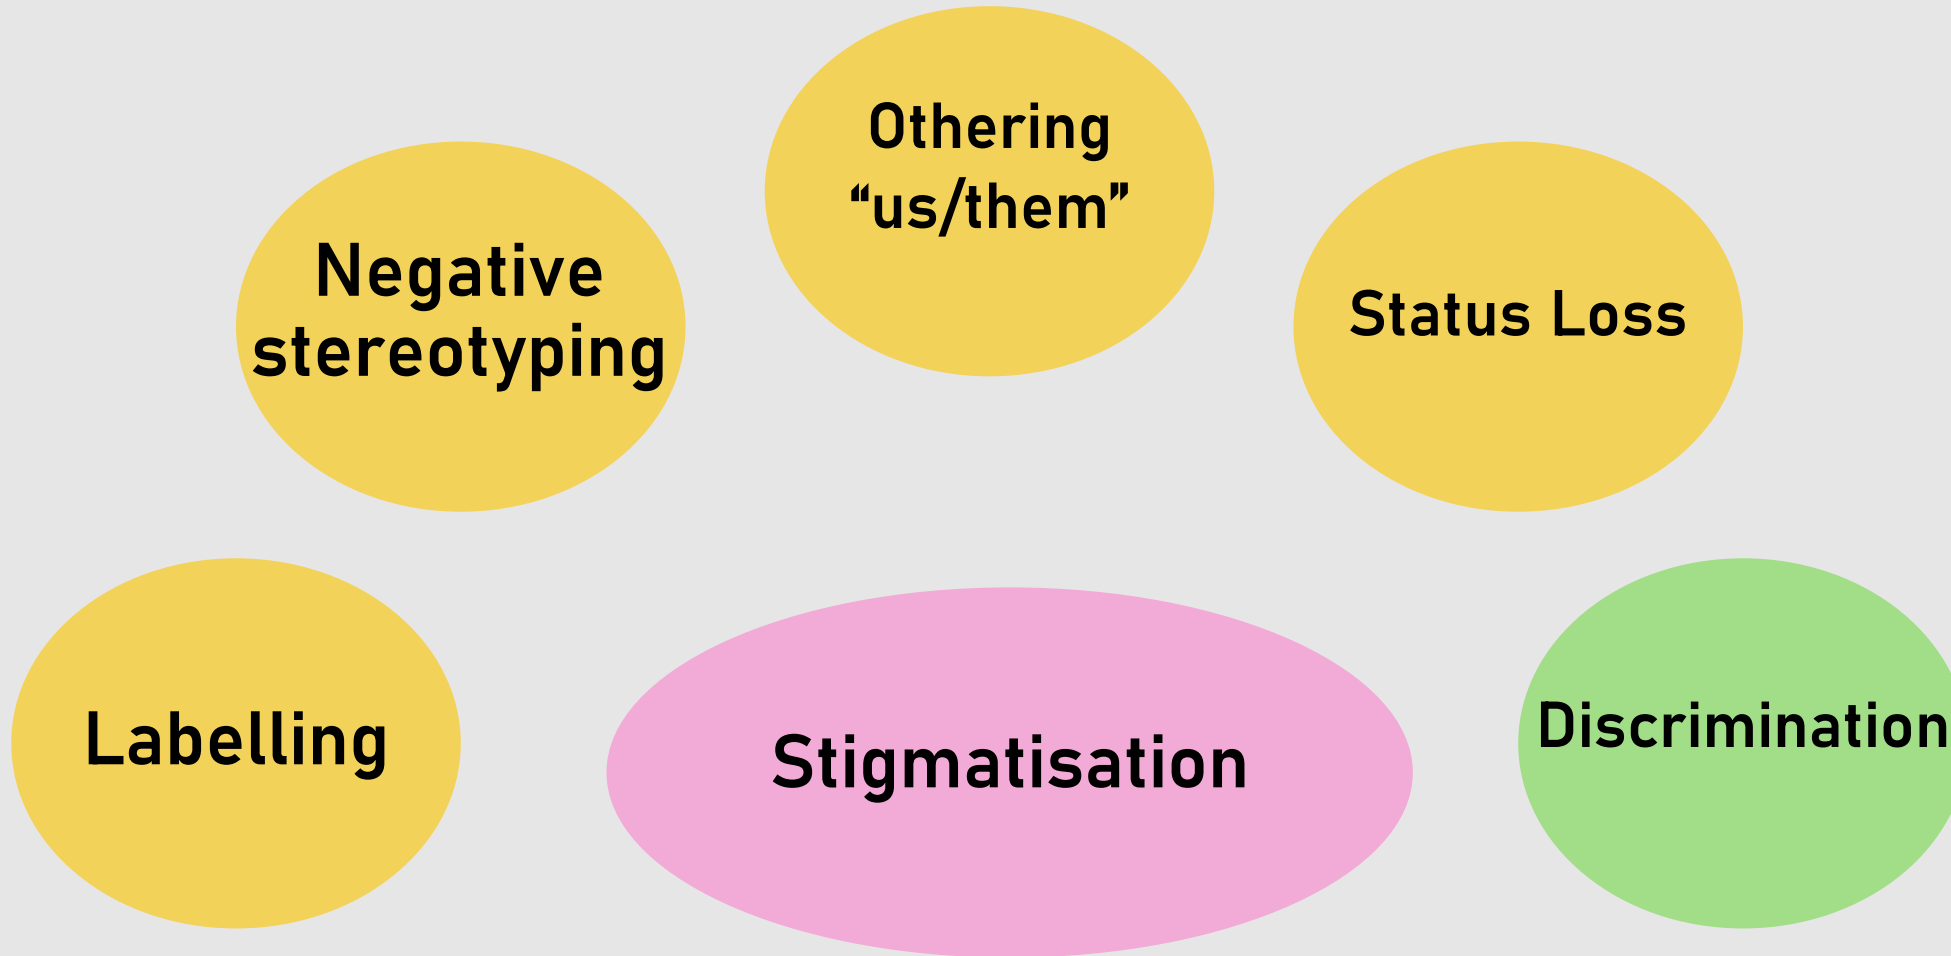 Othering
“us/them”
Negative
stereotyping
Status Loss
Labelling
Stigmatisation
Discrimination